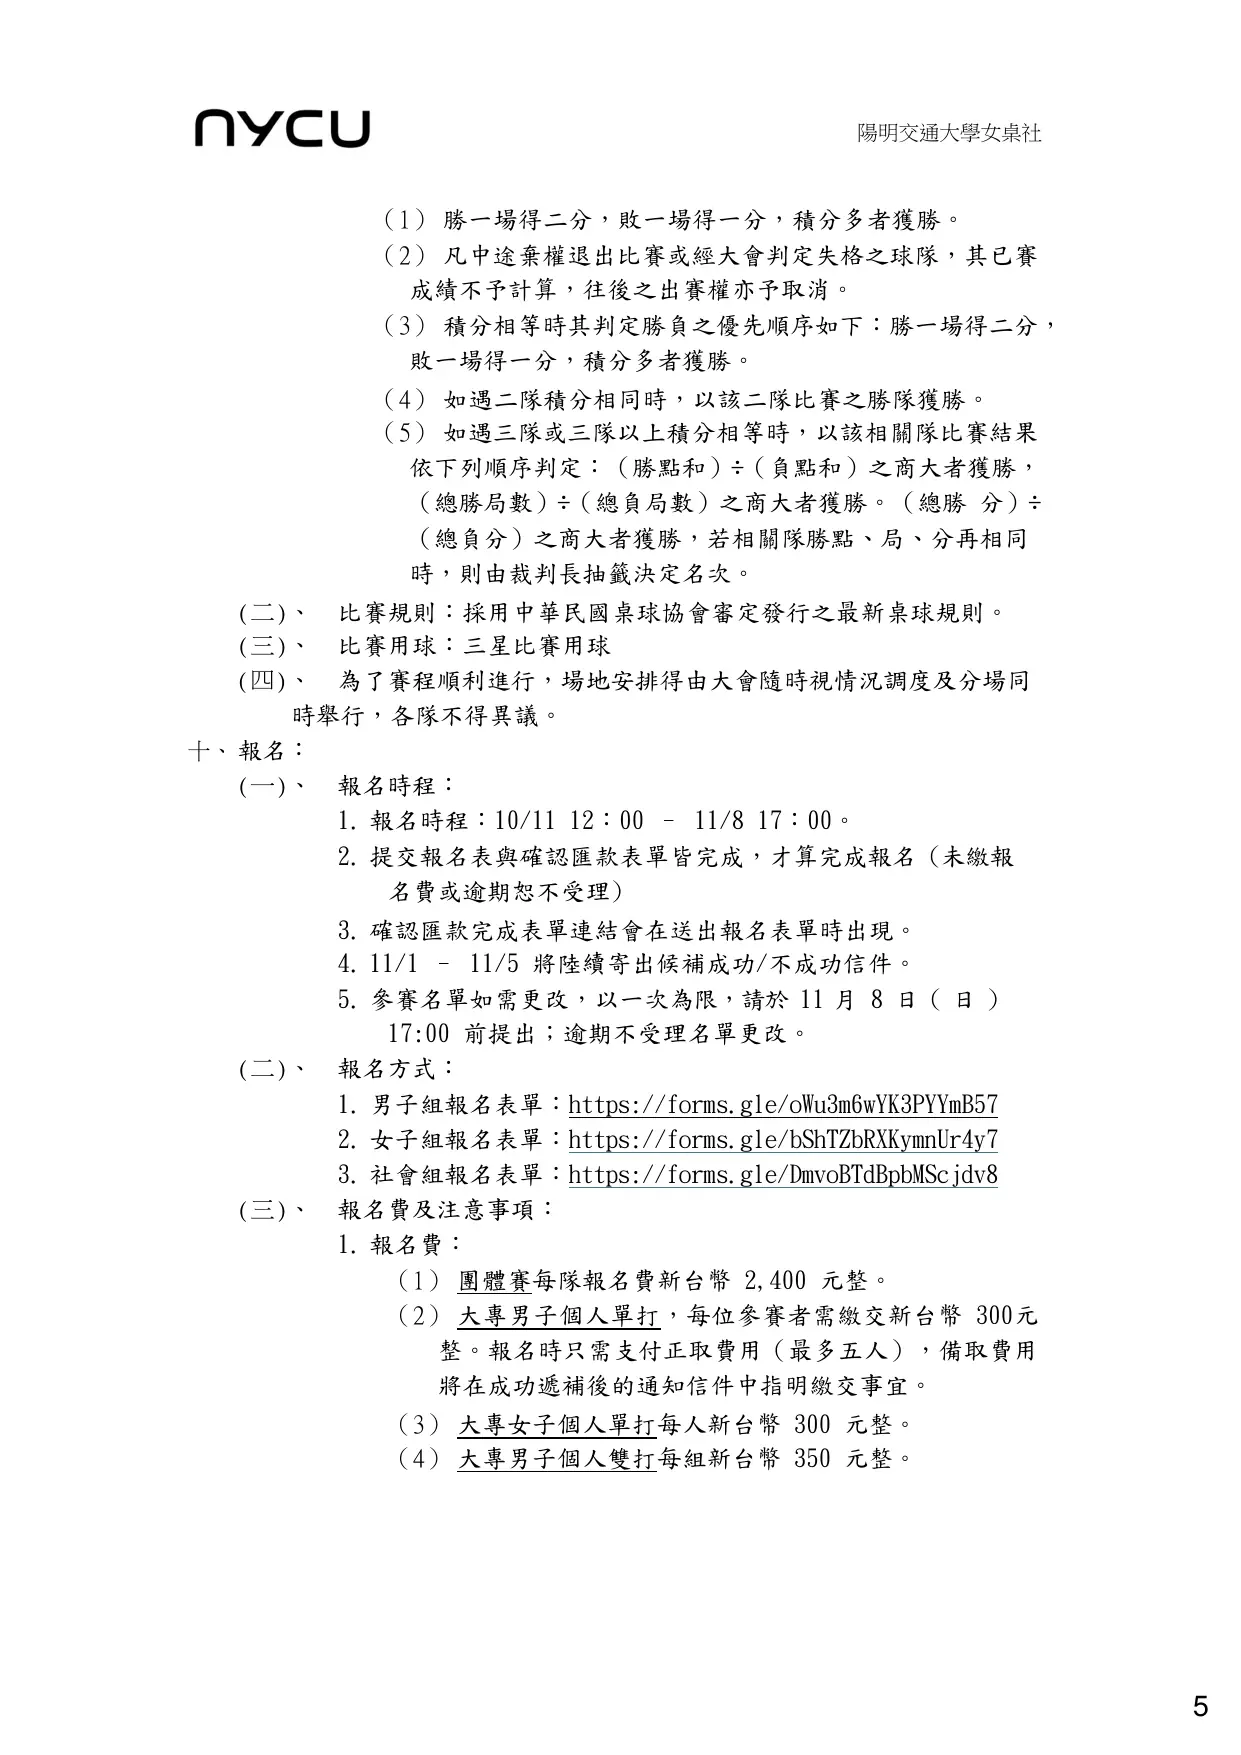 NYCU
陽明交通大學女桌社
（1） 勝一場得二分，敗一場得一分，積分多者獲勝。
（2） 凡中途棄權退出比賽或經大會判定失格之球隊，其已賽
成績不予計算，往後之出賽權亦予取消。
（3） 積分相等時其判定勝負之優先順序如下：勝一場得二分，
敗一場得一分，積分多者獲勝。
（4） 如遇二隊積分相同時，以該二隊比賽之勝隊獲勝。
（5） 如遇三隊或三隊以上積分相等時，以該相關隊比賽結果
依下列順序判定：（勝點和）÷（負點和）之商大者獲勝，
（總勝局數）÷（總負局數）之商大者獲勝。（總勝 分）÷
（總負分）之商大者獲勝，若相關隊勝點、局、分再相同
時，則由裁判長抽籤決定名次。
(二)、 比賽規則：採用中華民國桌球協會審定發行之最新桌球規則。
(三)、 比賽用球：三星比賽用球
(四)、 為了賽程順利進行，場地安排得由大會隨時視情況調度及分場同
時舉行，各隊不得異議。
十、報名：
(一)、 報名時程：
1. 報名時程：10/11 12：00 – 11/8 17：00。
2. 提交報名表與確認匯款表單皆完成，才算完成報名（未繳報
名費或逾期恕不受理）
3. 確認匯款完成表單連結會在送出報名表單時出現。
4. 11/1 – 11/5 將陸續寄出候補成功/不成功信件。
5. 參賽名單如需更改，以一次為限，請於 11 月 8 日（ 日 ）
17:00 前提出；逾期不受理名單更改。
(二)、 報名方式：
1. 男子組報名表單：https://forms.gle/oWu3m6wYK3PYYmB57
2. 女子組報名表單：https://forms.gle/bShTZbRXKymnUr4y7
3. 社會組報名表單：https://forms.gle/DmvoBTdBpbMScjdv8
(三)、 報名費及注意事項：
1. 報名費：
（1） 團體賽每隊報名費新台幣 2,400 元整。
（2） 大專男子個人單打，每位參賽者需繳交新台幣 300元
整。報名時只需支付正取費用（最多五人），備取費用
將在成功遞補後的通知信件中指明繳交事宜。
（3） 大專女子個人單打每人新台幣 300 元整。
（4） 大專男子個人雙打每組新台幣 350 元整。
5